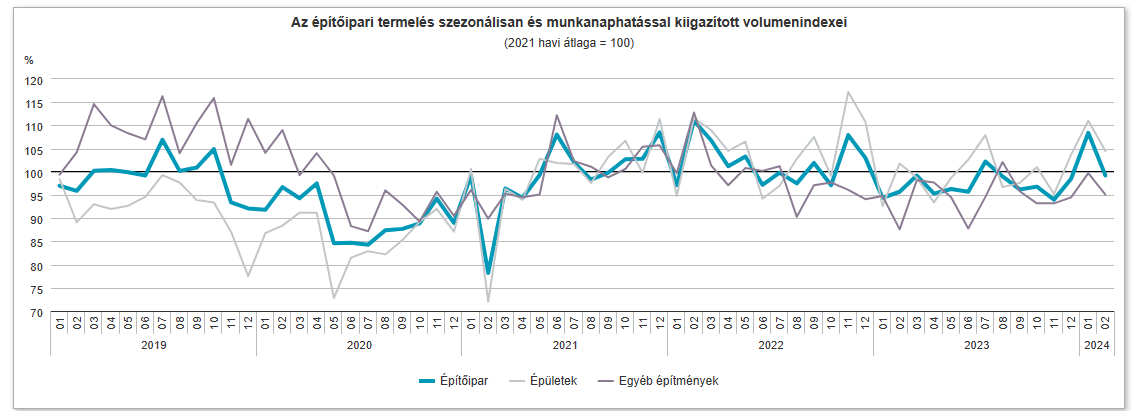 Az építőipari termelés szezonálisan és munkanaphatással kiigazított volumenindexei
(2021 havi átlaga = 100)
%
120
115
110
105
100
95
90
85
80
75
70
01 02 03 04 05 06 07 08 09 10 11 12 01 02 03 04 05 06 07 08 09 10 11 12 01 02 03 04 05 06 07 08 09 10 11 12 01 02 03 04 05 06 07 08 09 10 11 12 01 02 03 04 05 06 07 08 09 10 11 12 01 02
2019 2020 2021 2022 2023 2024
Építőipar Épületek Egyéb építmények